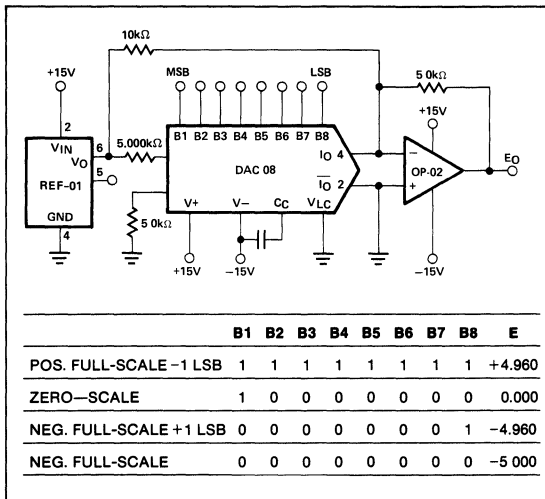 10kΩ
+15V
MSB
LSB
5 0kΩ
+15V
2
B1 B2 B3 B4 B5 B6 B7 B8
VIN
6
VO
5.000kΩ
IO 4
−
EO
REF-01
5
DAC 08
OP-02
IO 2
+
GND
V+
V−
CC
VLC
4
5 0kΩ
+15V
−15V
−15V
B1 B2 B3 B4 B5 B6 B7 B8 E
POS. FULL-SCALE −1 LSB 1 1 1 1 1 1 1 1 +4.960
ZERO—SCALE 1 0 0 0 0 0 0 0 0.000
NEG. FULL-SCALE +1 LSB 0 0 0 0 0 0 0 1 −4.960
NEG. FULL-SCALE 0 0 0 0 0 0 0 0 −5 000